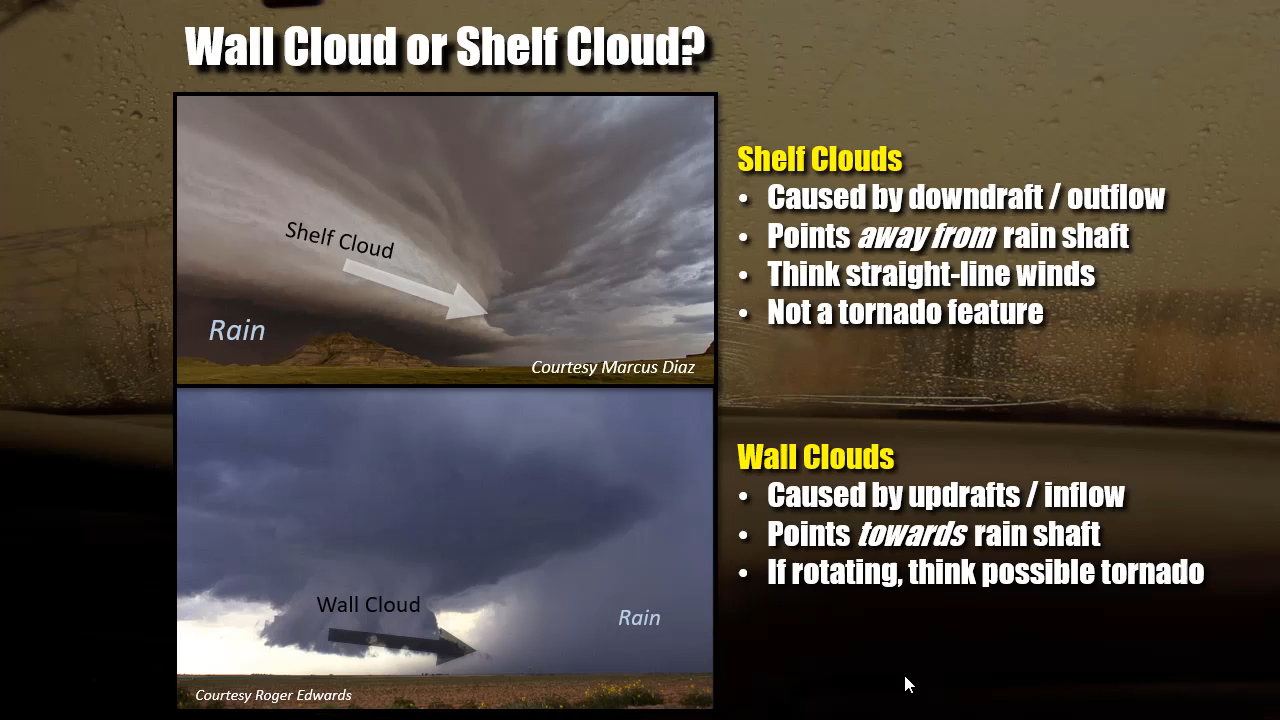 Wall Cloud or Shelf Cloud?
Shelf Cloud
Rain
Courtesy Marcus Diaz
Wall Cloud
Rain
Courtesy Roger Edwards
Shelf Clouds
• Caused by downdraft / outflow
• Points away from rain shaft
• Think straight-line winds
• Not a tornado feature
Wall Clouds
• Caused by updrafts / inflow
• Points towards rain shaft
• If rotating, think possible tornado